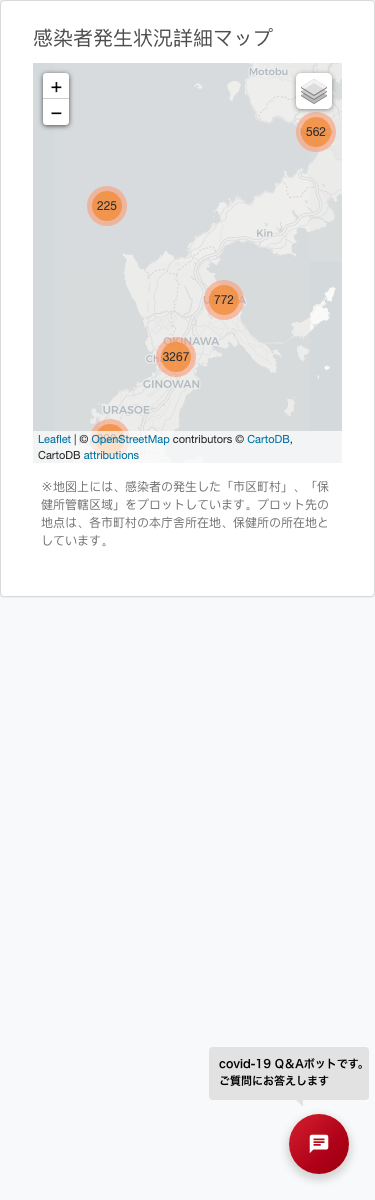 感染者発生状況詳細マップ
Motobu
+
−
562
225
Kin
772
OKINAWA
3267
GINOWAN
URASOE
Leaflet | © OpenStreetMap contributors © CartoDB,
CartoDB attributions
※地図上には、感染者の発生した「市区町村」、「保
健所管轄区域」をプロットしています。プロット先の
地点は、各市町村の本庁舎所在地、保健所の所在地と
しています。
covid-19 Q&Aボットです。
ご質問にお答えします